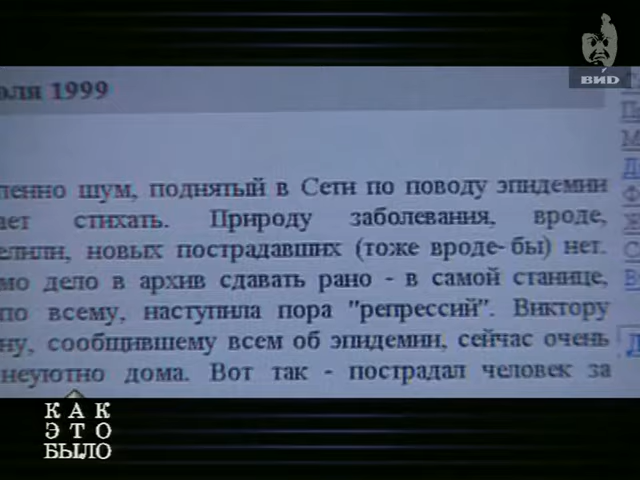 ВИD
оля 1999
пенно шум, поднятый в Сети по поводу эпидемии
ает стихать. Природу заболевания, вроде,
елили, новых пострадавших (тоже вроде-бы) нет.
мо дело в архив сдавать рано - в самой станице,
по всему, наступила пора "репрессий". Виктору
ну, сообщившему всем об эпидемии, сейчас очень
неуютно дома. Вот так - пострадал человек за
КАК
ЭТО
БЫЛО